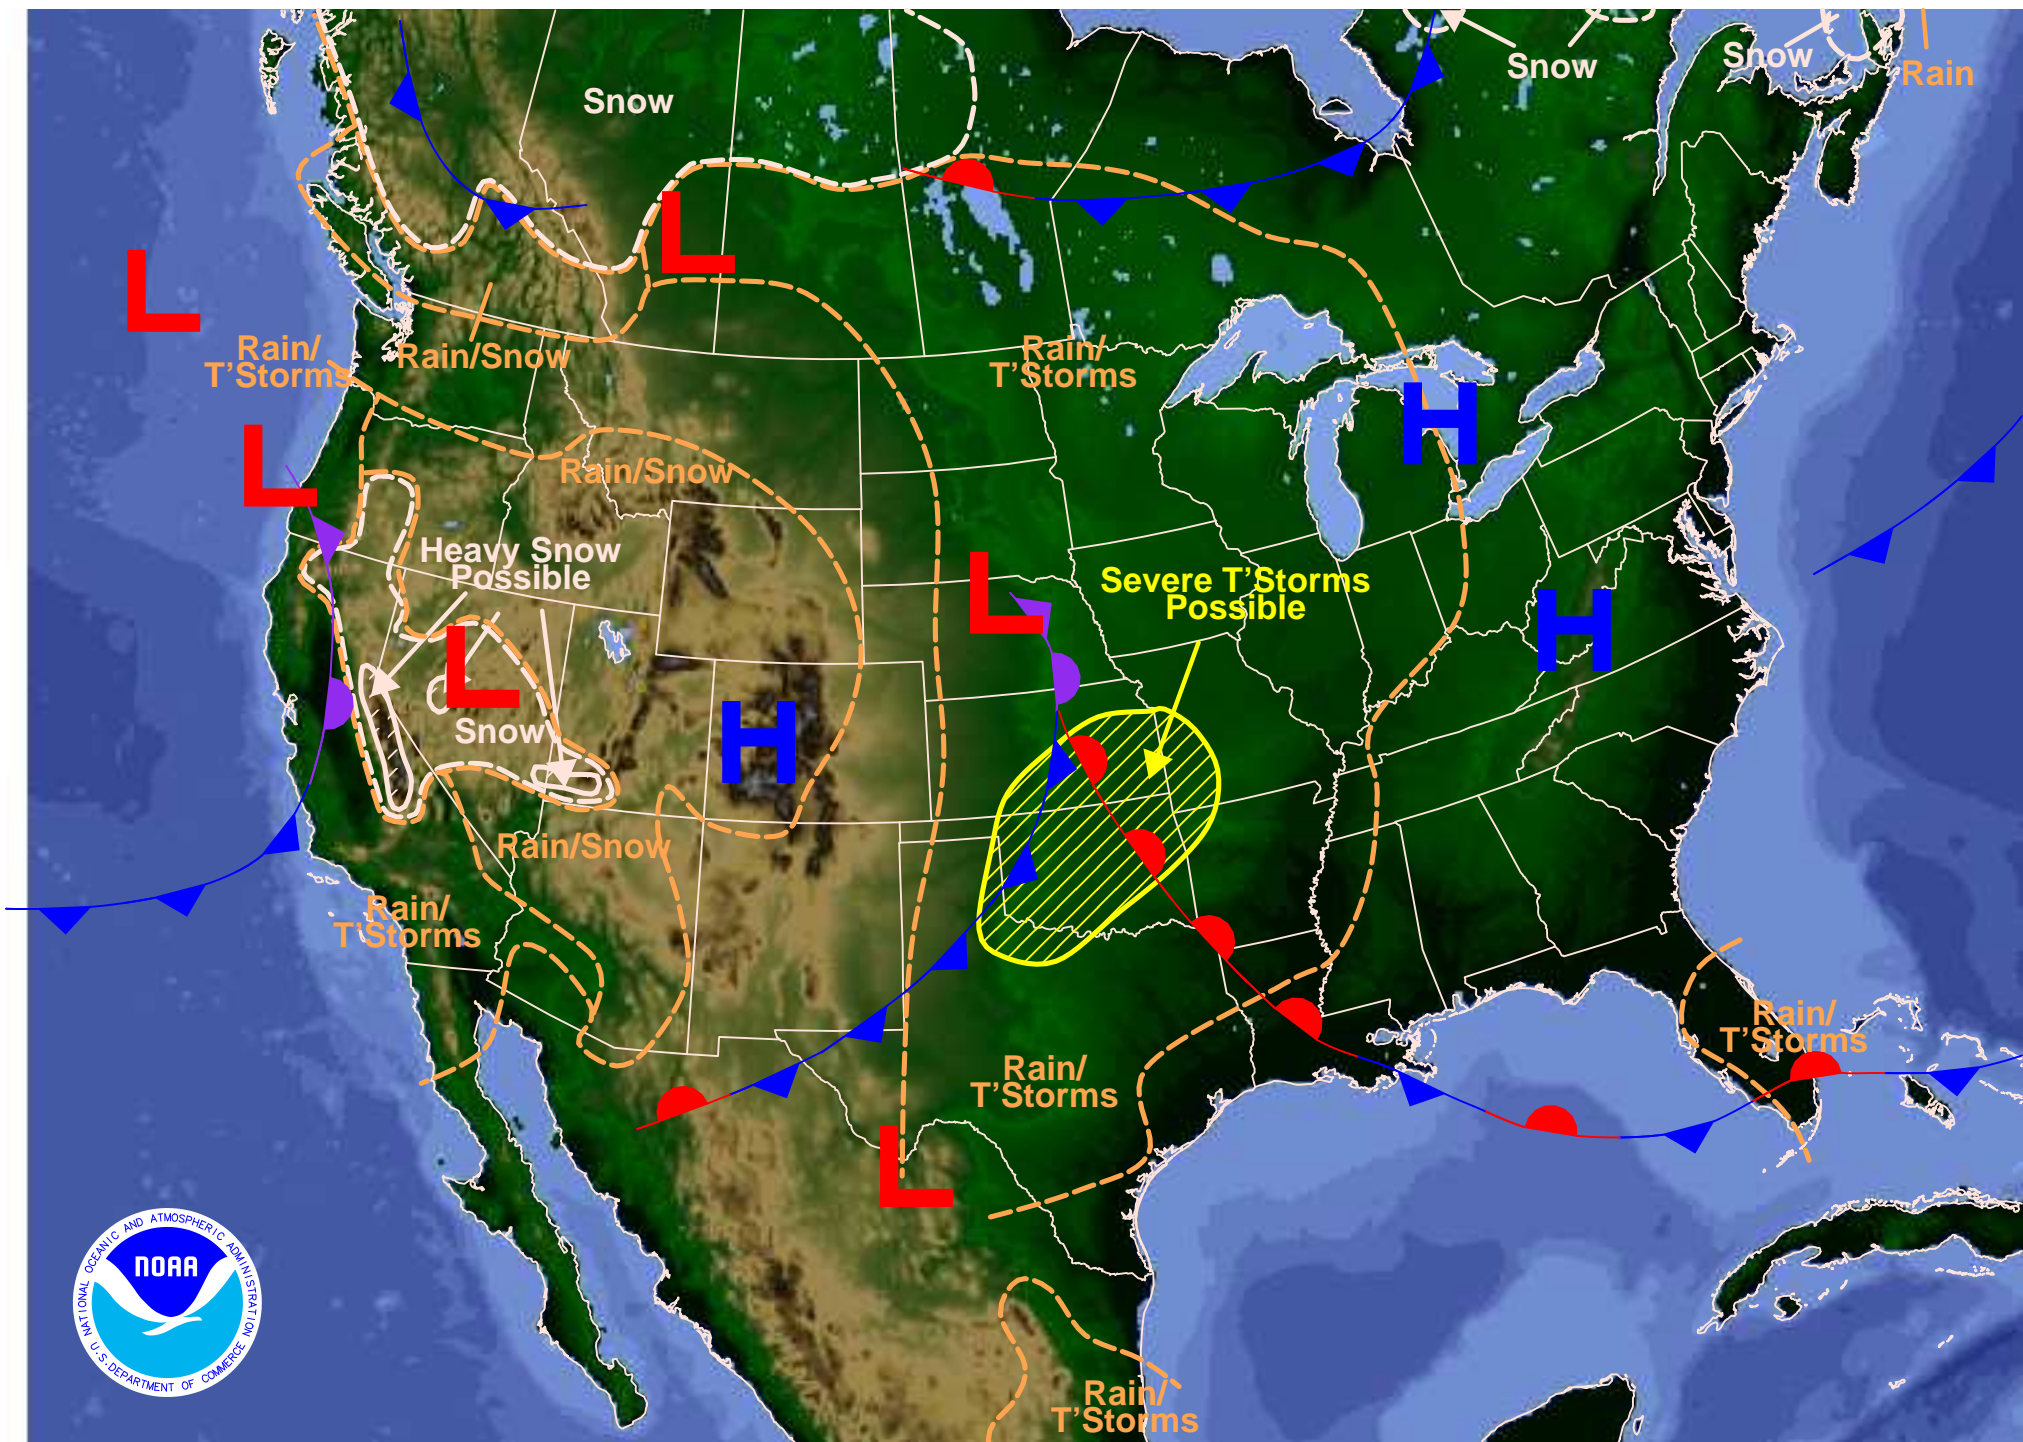 Snow
Snow
Snow
Rain
L
L
Rain/
T'Storms
Rain/Snow
Rain/
T'Storms
H
L
Rain/Snow
Heavy Snow
Possible
L
Severe T'Storms
Possible
H
L
Snow
H
Rain/Snow
Rain/
T'Storms
Rain/
T'Storms
Rain/
T'Storms
L
Rain/
T'Storms
NATIONAL OCEANIC AND ATMOSPHERIC ADMINISTRATION
NOAA
U.S. DEPARTMENT OF COMMERCE